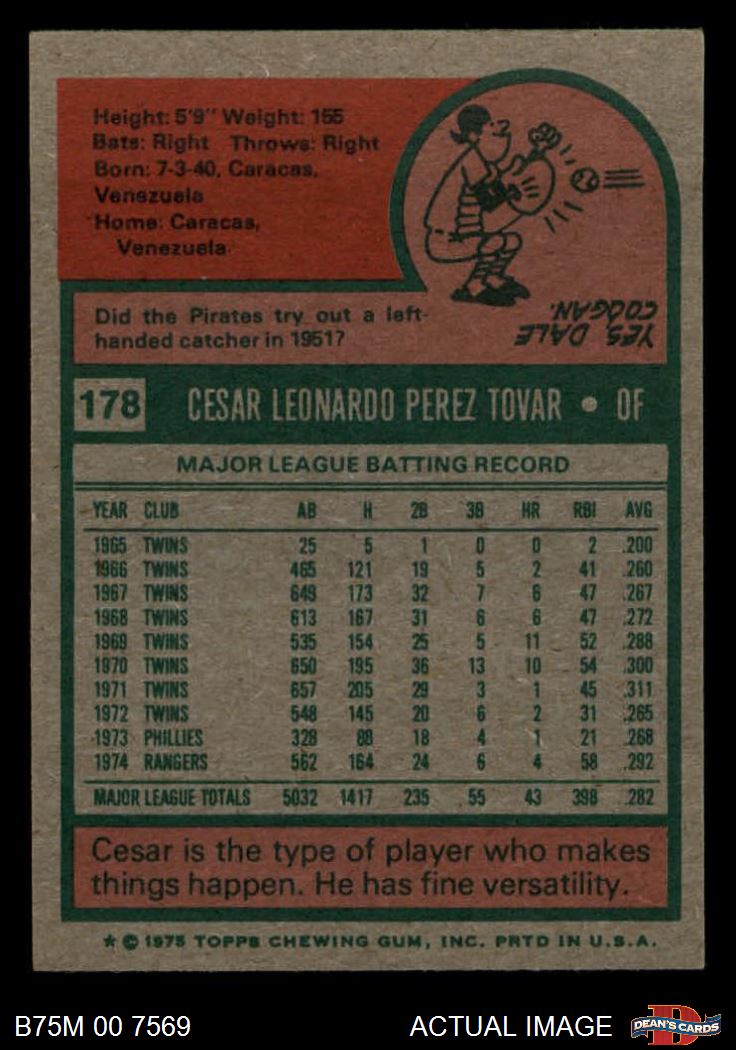 Height: 5'9" Weight: 155
Bats: Right Throws: Right
Born: 7-3-40, Caracas,
Venezuela
Home: Caracas,
Venezuela
YES, DALE
COOGAN.
Did the Pirates try out a left-
handed catcher in 1951?
178 CESAR LEONARDO PEREZ TOVAR • OF
MAJOR LEAGUE BATTING RECORD
YEAR CLUB AB H 2B 3B HR RBI AVG
1965 TWINS 25 5 1 0 0 2 .200
1966 TWINS 465 121 19 5 2 41 .260
1967 TWINS 649 173 32 7 6 47 .267
1968 TWINS 613 167 31 6 6 47 .272
1969 TWINS 535 154 25 5 11 52 .288
1970 TWINS 650 195 36 13 10 54 .300
1971 TWINS 657 205 29 3 1 45 .311
1972 TWINS 548 145 20 6 2 31 .265
1973 PHILLIES 328 88 18 4 1 21 .268
1974 RANGERS 562 164 24 6 4 58 .292
MAJOR LEAGUE TOTALS 5032 1417 235 55 43 398 .282
Cesar is the type of player who makes
things happen. He has fine versatility.
★ © 1975 TOPPS CHEWING GUM, INC. PRTD IN U.S.A.
B75M 00 7569 ACTUAL IMAGE D DEAN'S CARDS